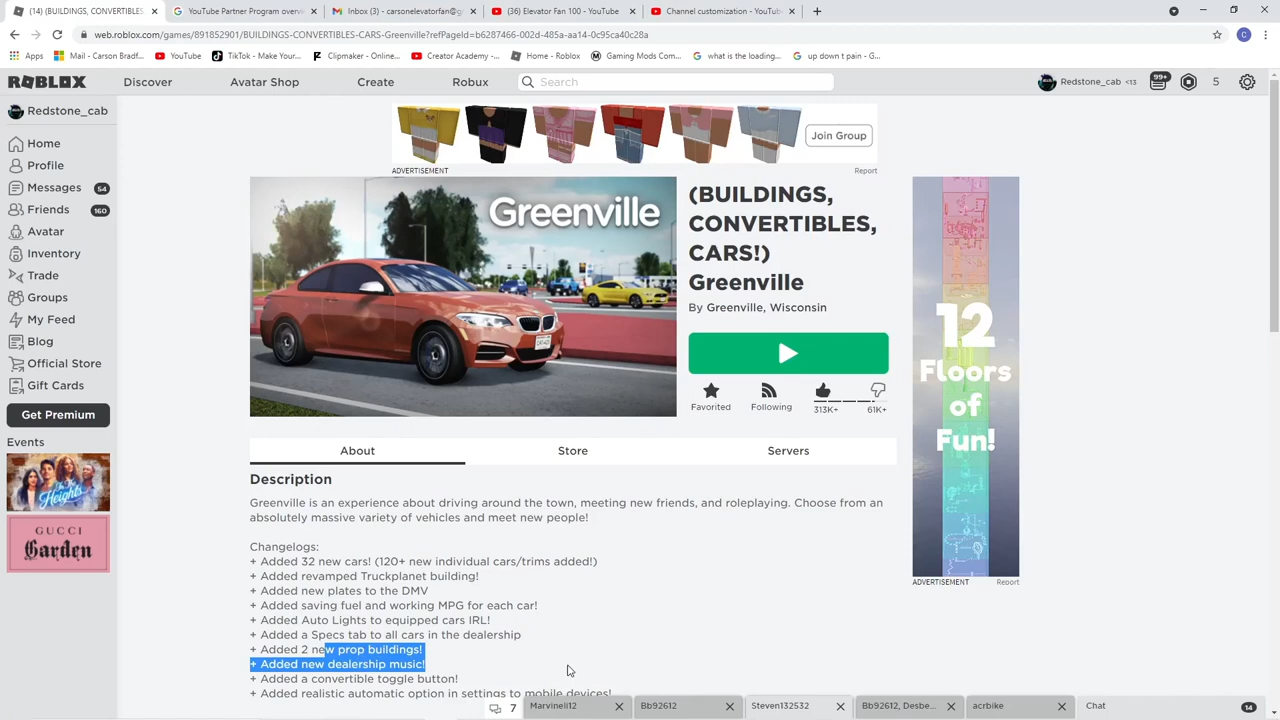 (14) (BUILDINGS, CONVERTIBLES
YouTube Partner Program overvi
Inbox (3) - carsonelevatorfan@g
(36) Elevator Fan 100 - YouTube
Channel customization - YouTube
web.roblox.com/games/891852901/BUILDINGS-CONVERTIBLES-CARS-Greenville?refPageId=b6287466-002d-485a-aa14-0c95ca40c28a
C
Apps
Mail - Carson Bradf...
YouTube
TikTok - Make Your...
Clipmaker - Online...
Creator Academy -...
Home - Roblox
Gaming Mods Com...
what is the loading...
up down t pain - G...
ROBLOX
Discover
Avatar Shop
Create
Robux
Search
Redstone_cab <13
99+
5
Redstone_cab
Home
Profile
Messages 54
Friends 160
Avatar
Inventory
Trade
Groups
My Feed
Blog
Official Store
Gift Cards
Get Premium
Events
Heights
GUCCI
Garden
Join Group
ADVERTISEMENT
Report
Greenville
(BUILDINGS,
CONVERTIBLES,
CARS!)
Greenville
By Greenville, Wisconsin
Favorited
Following
313K+
61K+
12
Floors
of
Fun!
ADVERTISEMENT
Report
About
Store
Servers
Description
Greenville is an experience about driving around the town, meeting new friends, and roleplaying. Choose from an
absolutely massive variety of vehicles and meet new people!
Changelogs:
+ Added 32 new cars! (120+ new individual cars/trims added!)
+ Added revamped Truckplanet building!
+ Added new plates to the DMV
+ Added saving fuel and working MPG for each car!
+ Added Auto Lights to equipped cars IRL!
+ Added a Specs tab to all cars in the dealership
+ Added 2 new prop buildings!
+ Added new dealership music!
+ Added a convertible toggle button!
+ Added realistic automatic option in settings to mobile devices!
7
Marvineli12
Bb92612
Steven132532
Bb92612, Desbe...
acrbike
Chat
14